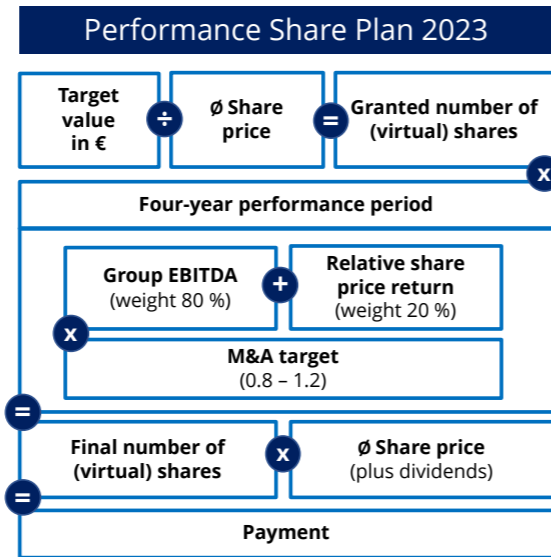 Performance Share Plan 2023
Target
value
in €
÷
Ø Share
price
=
Granted number of
(virtual) shares
x
Four-year performance period
Group EBITDA
(weight 80 %)
+
Relative share
price return
(weight 20 %)
x
M&A target
(0.8 – 1.2)
=
Final number of
(virtual) shares
x
Ø Share price
(plus dividends)
=
Payment